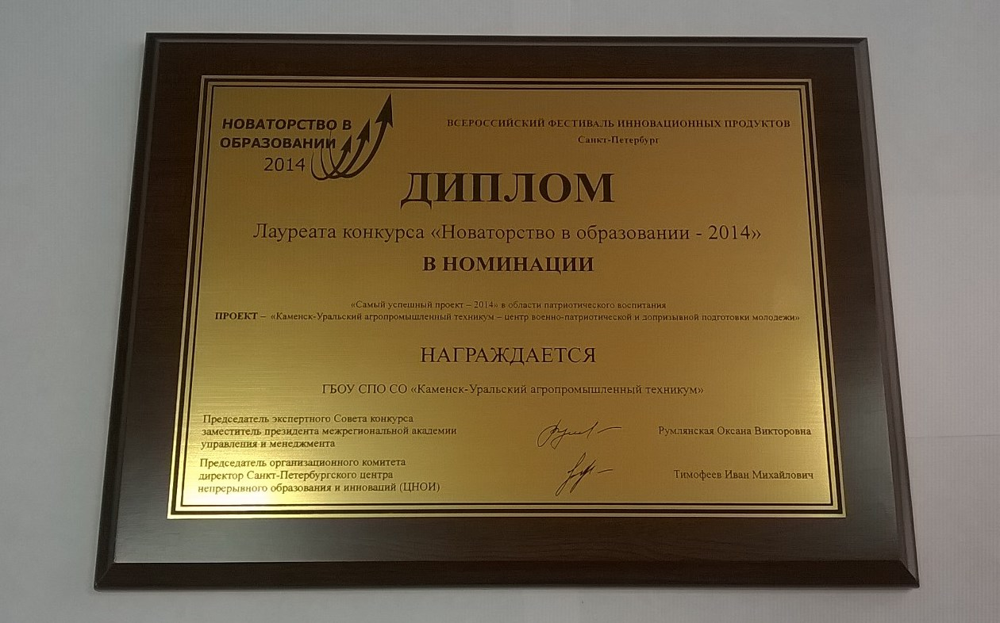 НОВАТОРСТВО В
ОБРАЗОВАНИИ
2014
ВСЕРОССИЙСКИЙ ФЕСТИВАЛЬ ИННОВАЦИОННЫХ ПРОДУКТОВ
Санкт-Петербург
ДИПЛОМ
Лауреата конкурса «Новаторство в образовании - 2014»
В НОМИНАЦИИ
«Самый успешный проект – 2014» в области патриотического воспитания
ПРОЕКТ – «Каменск-Уральский агропромышленный техникум – центр военно-патриотической и допризывной подготовки молодежи»
НАГРАЖДАЕТСЯ
ГБОУ СПО СО «Каменск-Уральский агропромышленный техникум»
Председатель экспертного Совета конкурса
заместитель президента межрегиональной академии
управления и менеджмента
Румлянская Оксана Викторовна
Председатель организационного комитета
директор Санкт-Петербургского центра
непрерывного образования и инноваций (ЦНОИ)
Тимофеев Иван Михайлович